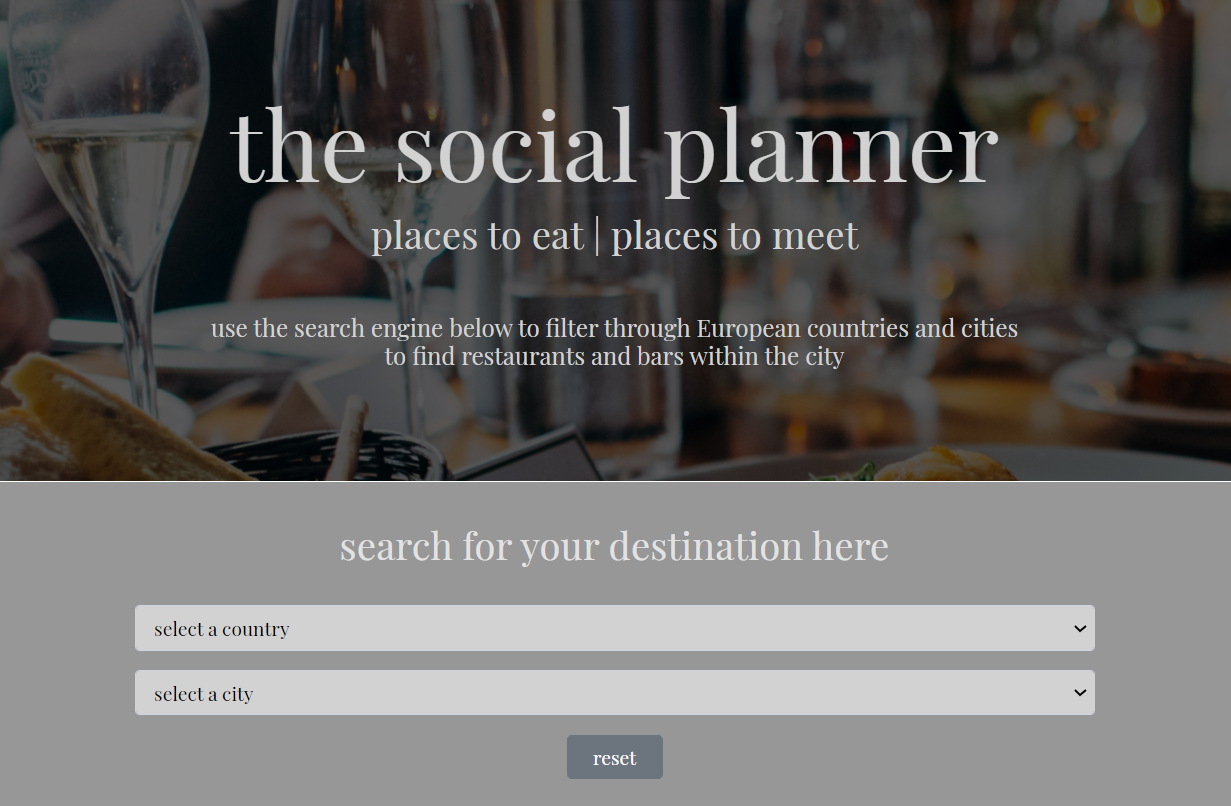 the social planner
places to eat | places to meet
use the search engine below to filter through European countries and cities
to find restaurants and bars within the city
search for your destination here
select a country
select a city
reset